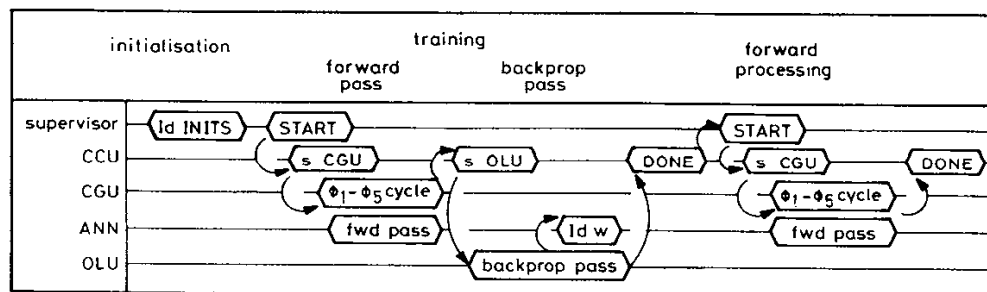 initialisation training forward processing
forward pass backprop pass
supervisor ld INITS START START
CCU s CGU s OLU DONE s CGU DONE
CGU Φ1-Φ5 cycle Φ1-Φ5 cycle
ANN fwd pass ld w fwd pass
OLU backprop pass